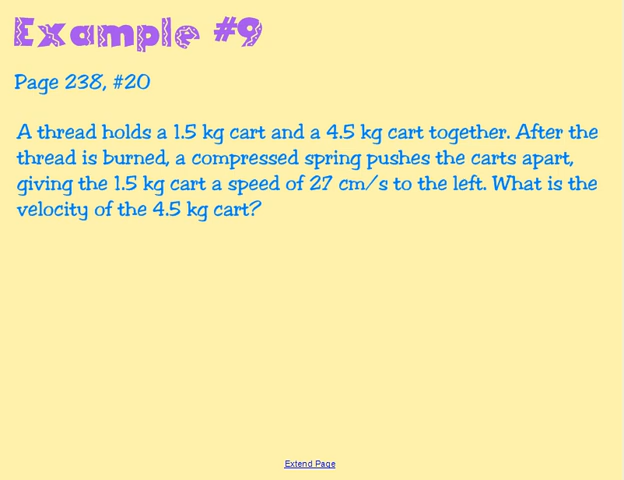 Example #9
Page 238, #20
A thread holds a 1.5 kg cart and a 4.5 kg cart together. After the
thread is burned, a compressed spring pushes the carts apart,
giving the 1.5 kg cart a speed of 27 cm/s to the left. What is the
velocity of the 4.5 kg cart?
Extend Page